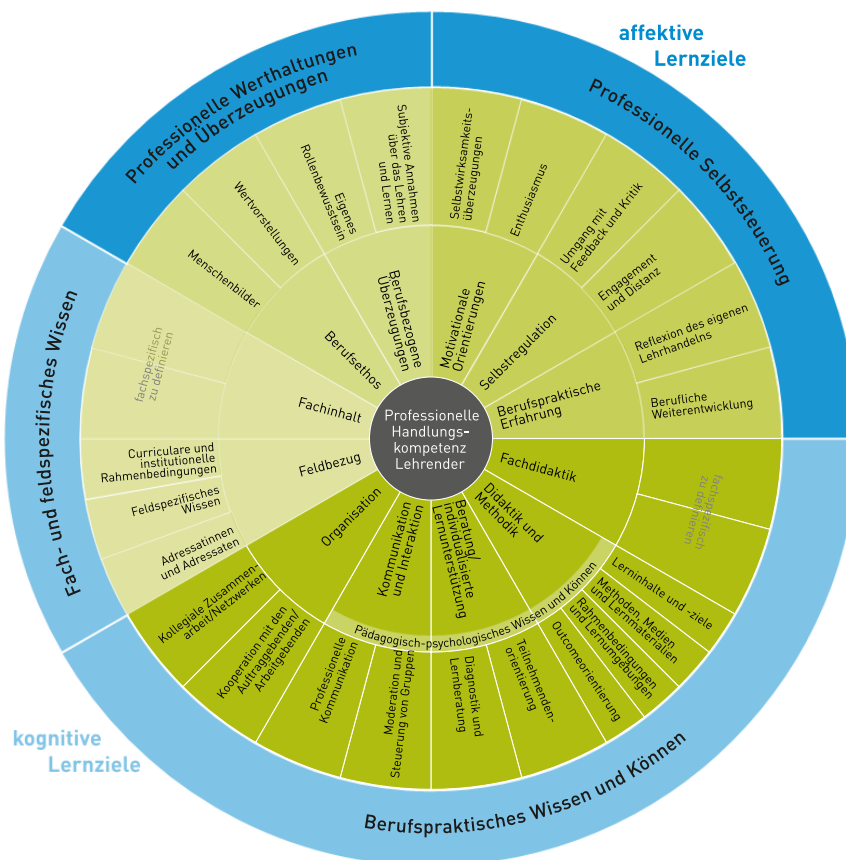 affektive
Lernziele
Professionelle Werthaltungen
und Überzeugungen
Professionelle Selbststeuerung
Fach- und feldspezifisches Wissen
Berufspraktisches Wissen und Können
kognitive
Lernziele
Professionelle
Handlungs-
kompetenz
Lehrender
Motivationale
Orientierungen
Selbstregulation
Berufspraktische
Erfahrung
Fachdidaktik
Didaktik und
Methodik
Beratung/
individualisierte
Lernunterstützung
Kommunikation
und Interaktion
Organisation
Feldbezug
Fachinhalt
Berufsethos
Berufsbezogene
Überzeugungen
Pädagogisch-psychologisches Wissen und Können
Selbstwirksamkeits-
überzeugungen
Enthusiasmus
Umgang mit
Feedback und Kritik
Engagement
und Distanz
Reflexion des eigenen
Lehrhandelns
Berufliche
Weiterentwicklung
fachspezifisch
zu definieren
Lerninhalte und -ziele
Methoden, Medien
und Lernmaterialien
Rahmenbedingungen
und Lernumgebungen
Outcomeorientierung
Teilnehmenden-
orientierung
Diagnostik und
Lernberatung
Moderation und
Steuerung von Gruppen
Professionelle
Kommunikation
Kooperation mit den
Auftraggebenden/
Arbeitgebenden
Kollegiale Zusammen-
arbeit/Netzwerken
Adressatinnen
und Adressaten
Feldspezifisches
Wissen
Curriculare und
institutionelle
Rahmenbedingungen
fachspezifisch
zu definieren
Menschenbilder
Wertvorstellungen
Eigenes
Rollenbewusstsein
Subjektive Annahmen
über das Lehren
und Lernen